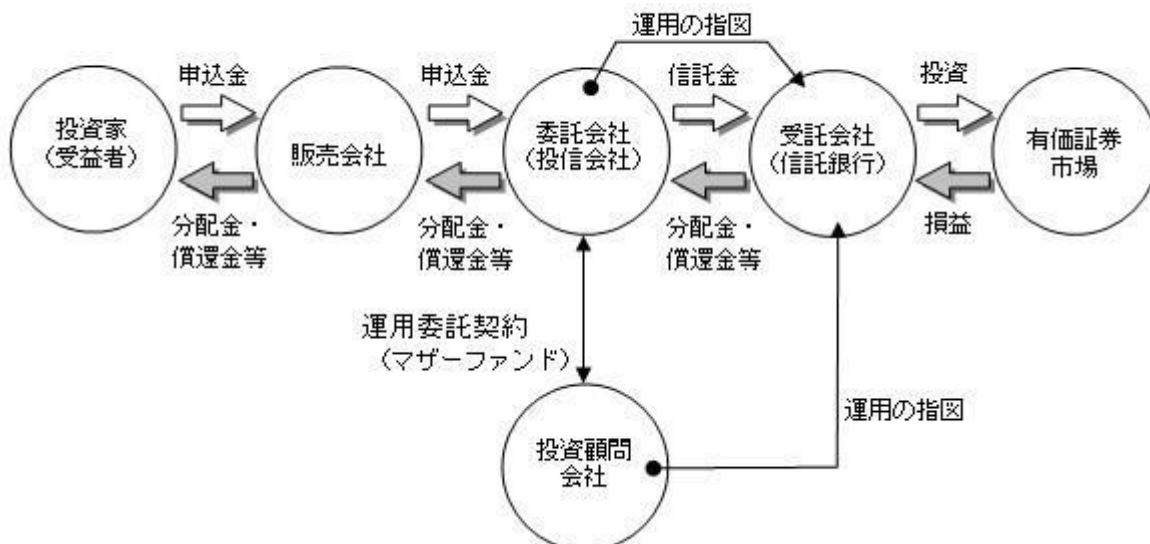 運用の指図
申込金
申込金
信託金
投資
投資家
（受益者）
販売会社
委託会社
（投信会社）
受託会社
（信託銀行）
有価証券
市場
分配金・
償還金等
分配金・
償還金等
分配金・
償還金等
損益
運用委託契約
（マザーファンド）
運用の指図
投資顧問
会社